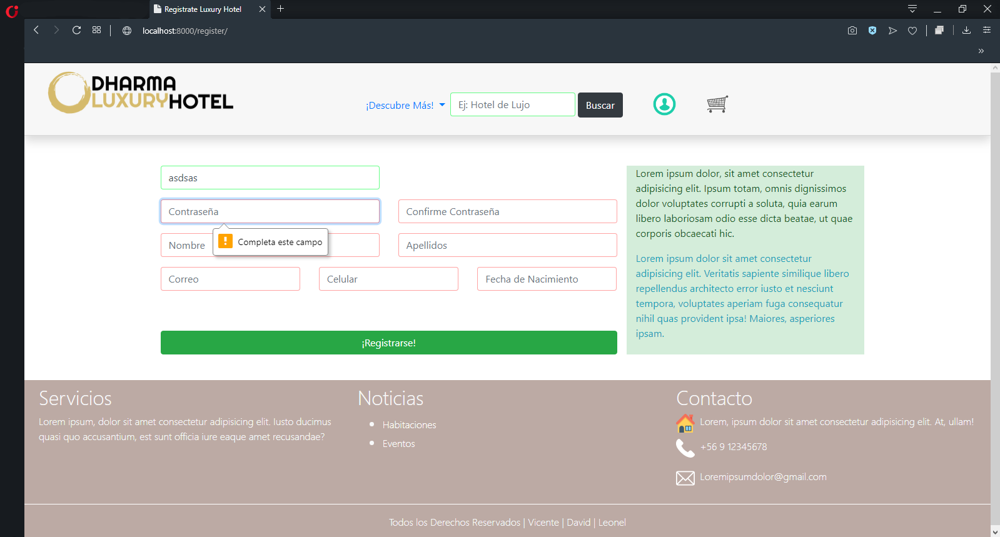 Registrate Luxury Hotel
localhost:8000/register/
DHARMA
LUXURYHOTEL
¡Descubre Más!
Ej: Hotel de Lujo
Buscar
asdsas
Contraseña
Confirme Contraseña
Completa este campo
Nombre
Apellidos
Correo
Celular
Fecha de Nacimiento
¡Registrarse!
Lorem ipsum dolor, sit amet consectetur
adipisicing elit. Ipsum totam, omnis dignissimos
dolor voluptates corrupti a soluta, quia earum
libero laboriosam odio esse dicta beatae, ut quae
corporis obcaecati hic.
Lorem ipsum dolor sit amet consectetur
adipisicing elit. Veritatis sapiente similique libero
repellendus architecto error iusto et nesciunt
tempora, voluptates aperiam fuga consequatur
nihil quas provident ipsa! Maiores, asperiores
ipsam.
Servicios
Lorem ipsum, dolor sit amet consectetur adipisicing elit. Iusto ducimus
quasi quo accusantium, est sunt officia iure eaque amet recusandae?
Noticias
Habitaciones
Eventos
Contacto
Lorem, ipsum dolor sit amet consectetur adipisicing elit. At, ullam!
+56 9 12345678
Loremipsumdolor@gmail.com
Todos los Derechos Reservados | Vicente | David | Leonel